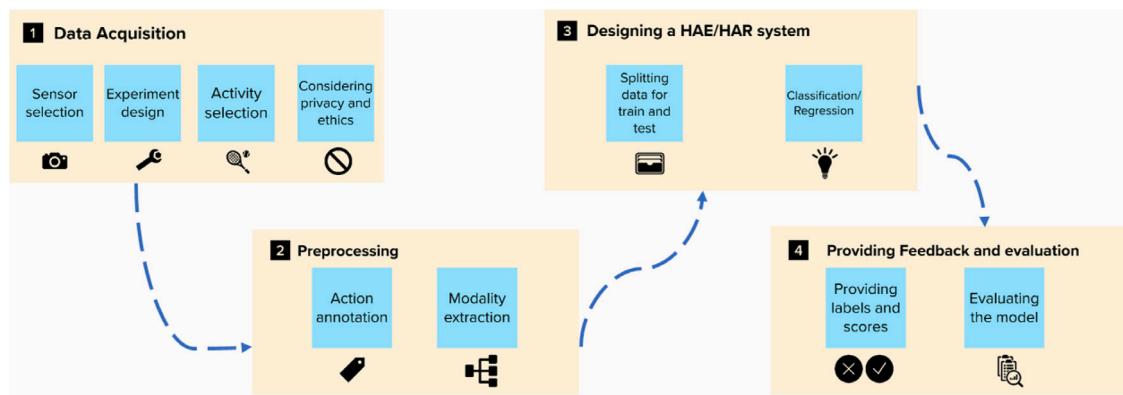 1 Data Acquisition
Sensor
selection
Experiment
design
Activity
selection
Considering
privacy and
ethics
2 Preprocessing
Action
annotation
Modality
extraction
3 Designing a HAE/HAR system
Splitting
data for
train and
test
Classification/
Regression
4 Providing Feedback and evaluation
Providing
labels and
scores
Evaluating
the model